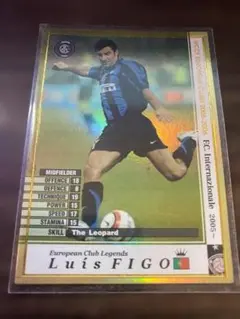 F.C. Internazionale 2005~
MIDFIELDER
OFFENCE 18
DEFENCE 8
TECHNIQUE 19
POWER 15
SPEED 17
STAMINA 15
SKILL The Leopard
European Club Legends
Luis FIGO